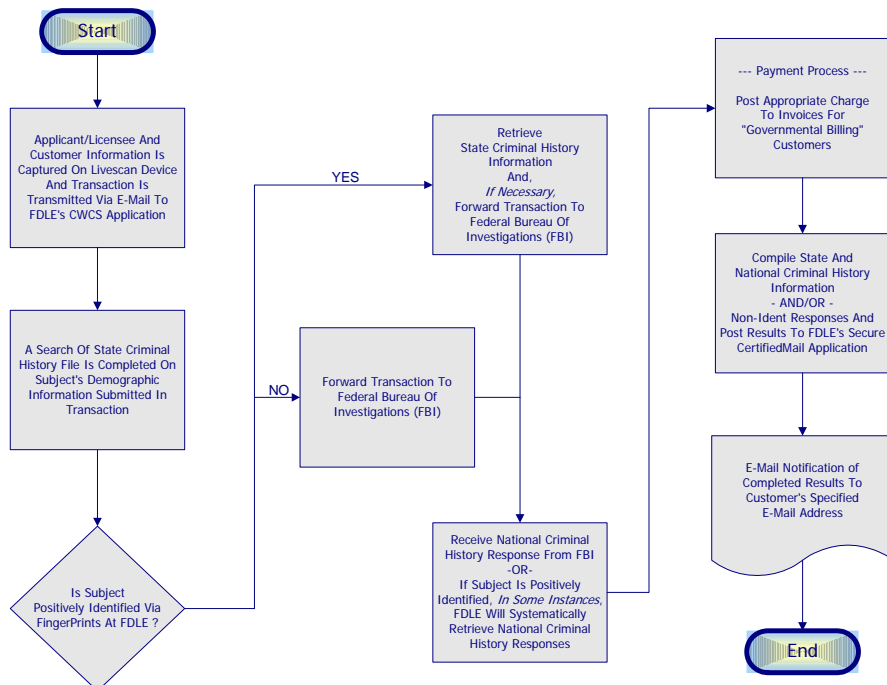 Start
Applicant/Licensee And
Customer Information Is
Captured On Livescan Device
And Transaction Is
Transmitted Via E-Mail To
FDLE's CWCS Application
A Search Of State Criminal
History File Is Completed On
Subject's Demographic
Information Submitted In
Transaction
Is Subject
Positively Identified Via
FingerPrints At FDLE ?
YES
NO
Retrieve
State Criminal History
Information
And,
If Necessary,
Forward Transaction To
Federal Bureau Of
Investigations (FBI)
Forward Transaction To
Federal Bureau Of
Investigations (FBI)
Receive National Criminal
History Response From FBI
-OR-
If Subject Is Positively
Identified, In Some Instances,
FDLE Will Systematically
Retrieve National Criminal
History Responses
--- Payment Process ---
Post Appropriate Charge
To Invoices For
"Governmental Billing"
Customers
Compile State And
National Criminal History
Information
- AND/OR -
Non-Ident Responses And
Post Results To FDLE's Secure
CertifiedMail Application
E-Mail Notification of
Completed Results To
Customer's Specified
E-Mail Address
End